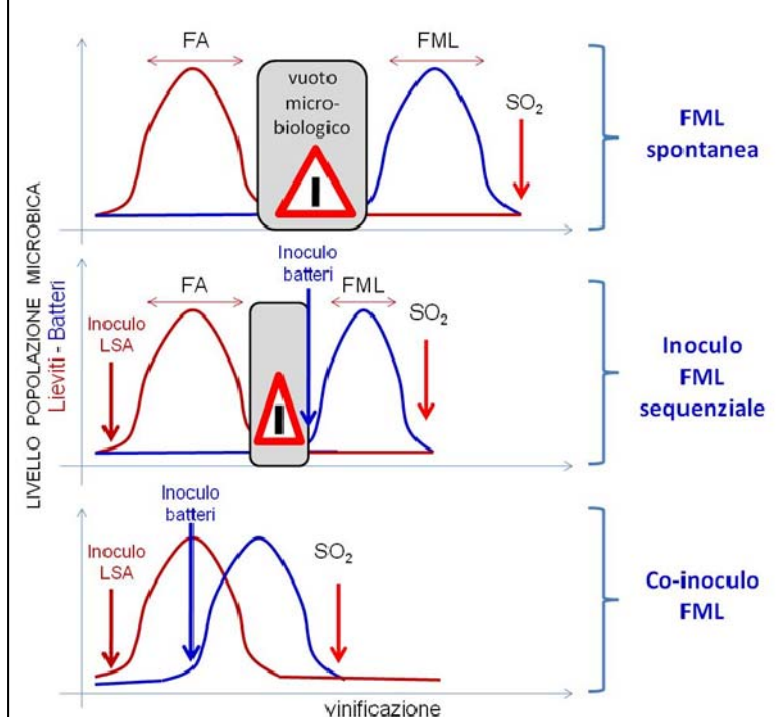 FA
FML
vuoto
micro-
biologico
SO2
FML
spontanea
LIVELLO POPOLAZIONE MICROBICA
Lieviti - Batteri
Inoculo
batteri
FA
FML
Inoculo
LSA
SO2
Inoculo
FML
sequenziale
Inoculo
batteri
Inoculo
LSA
SO2
Co-inoculo
FML
vinificazione